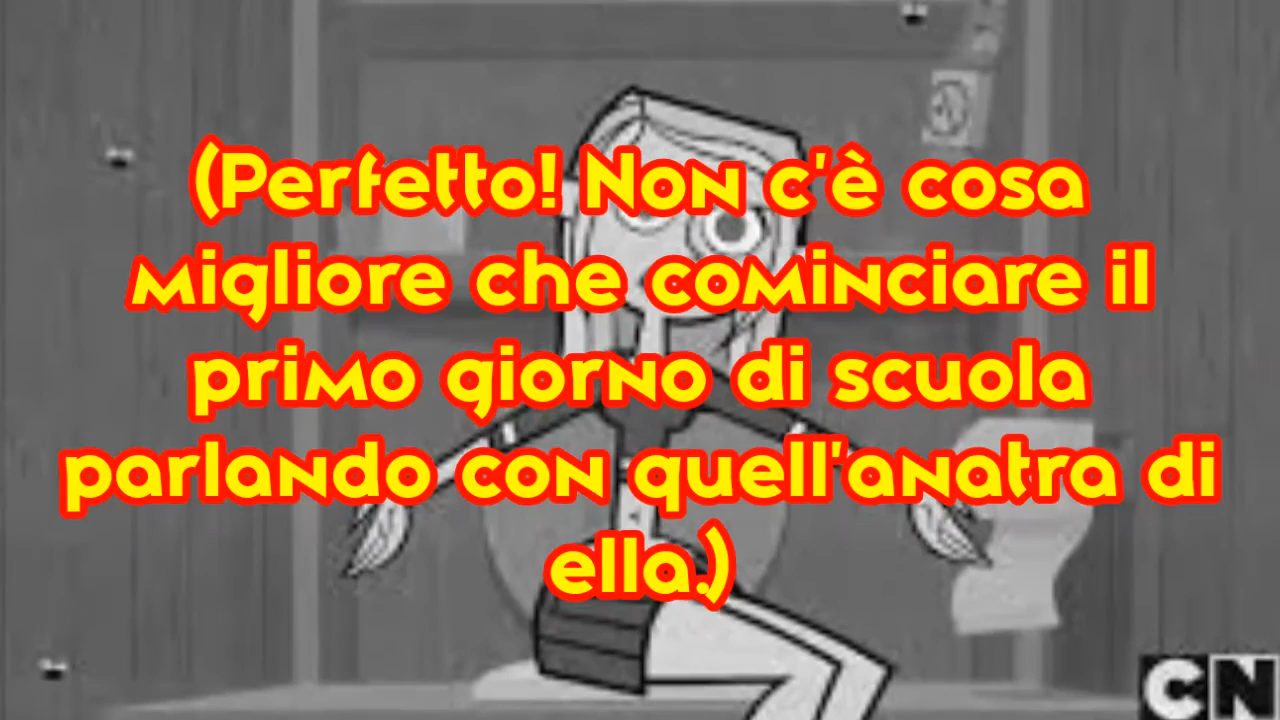 (Perfetto! Non c'è cosa
migliore che cominciare il
primo giorno di scuola
parlando con quell'anatra di
ella.)
CN